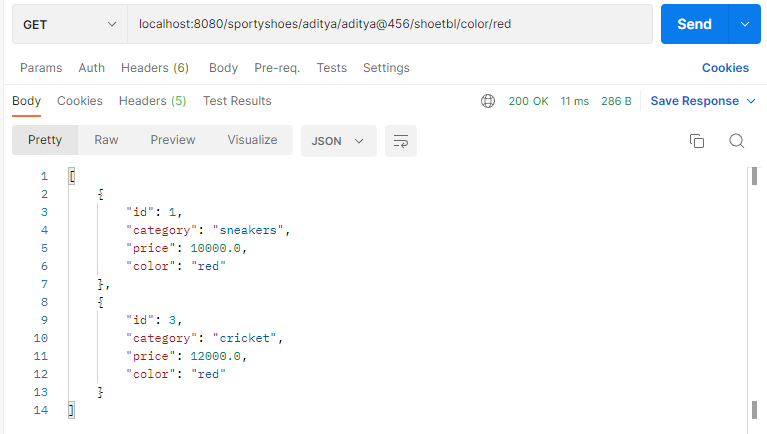 GET localhost:8080/sportyshoes/aditya/aditya@456/shoetbl/color/red Send
Params Auth Headers (6) Body Pre-req. Tests Settings Cookies
Body Cookies Headers (5) Test Results 200 OK 11 ms 286 B Save Response
Pretty Raw Preview Visualize JSON
1 [
2 {
3 "id": 1,
4 "category": "sneakers",
5 "price": 10000.0,
6 "color": "red"
7 },
8 {
9 "id": 3,
10 "category": "cricket",
11 "price": 12000.0,
12 "color": "red"
13 }
14 ]